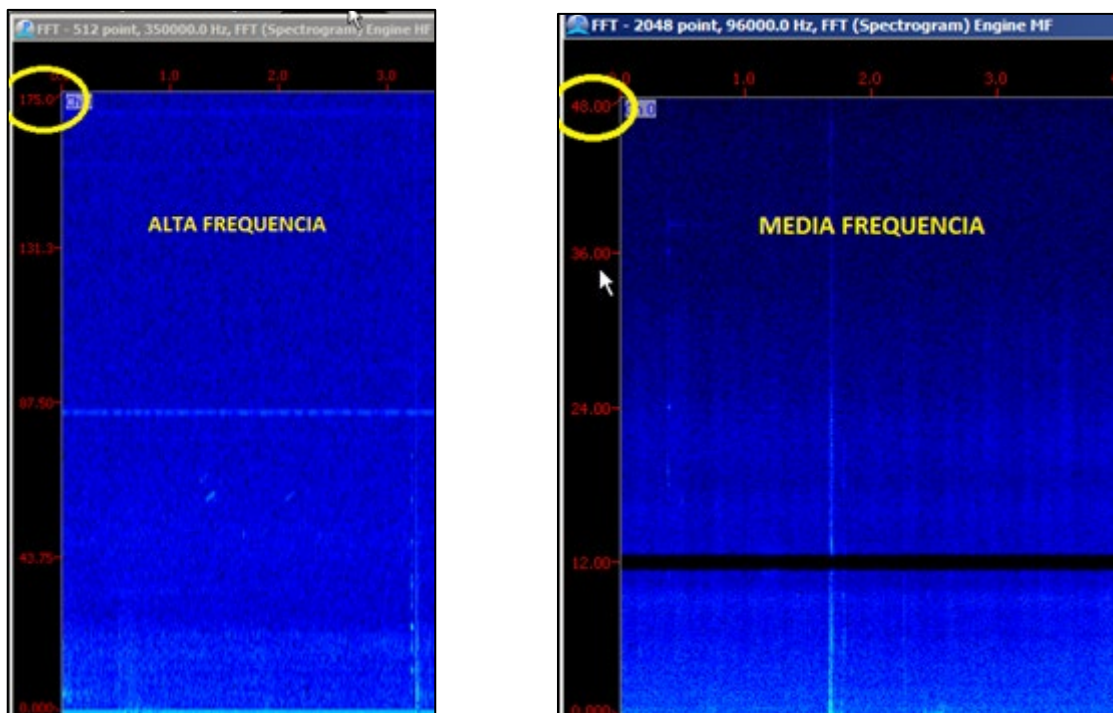 FFT - 512 point, 350000.0 Hz, FFT (Spectrogram) Engine HF
1.0 2.0 3.0
175.0
ALTA FREQUENCIA
131.3
87.50
43.75
0.000
FFT - 2048 point, 96000.0 Hz, FFT (Spectrogram) Engine MF
1.0 2.0 3.0
48.00
MEDIA FREQUENCIA
36.00
24.00
12.00
0.000